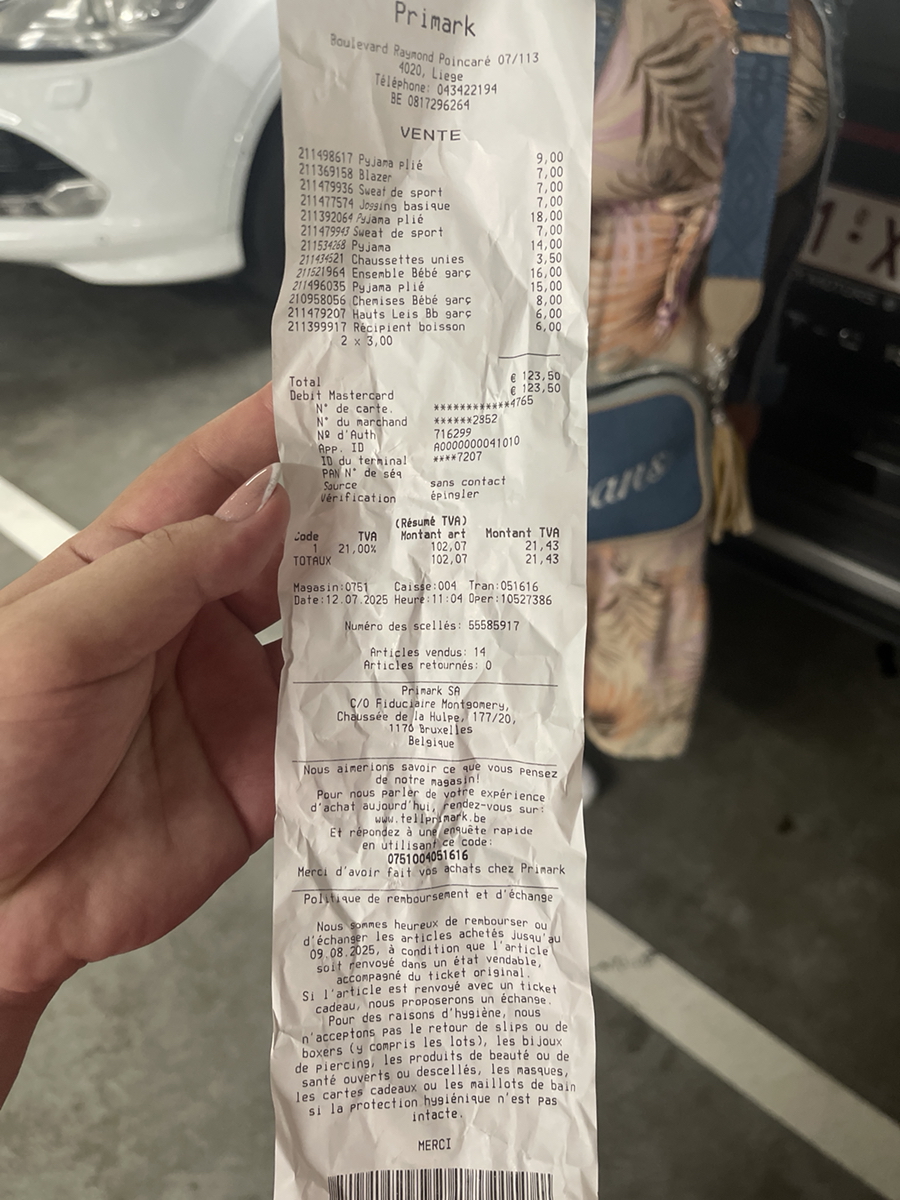 Primark
Boulevard Raymond Poincaré 07/113
4020, Liege
Téléphone: 043422194
BE 0817296264
VENTE
211498617 Pyjama plié 9,00
211369158 Blazer 7,00
211479936 Sweat de sport 7,00
211477574 Jogging basique 7,00
211392064 Pyjama plié 18,00
211479943 Sweat de sport 7,00
211534268 Pyjama 14,00
211434521 Chaussettes unies 3,50
211521964 Ensemble Bébé garç 16,00
211496035 Pyjama plié 15,00
210958056 Chemises Bébé garç 8,00
211479207 Hauts Leis Bb garç 6,00
211399917 Récipient boisson 6,00
2 x 3,00
Total € 123,50
Debit Mastercard € 123,50
N° de carte. ************4765
N° du marchand ******2852
Nº d'Auth 716299
App. ID A0000000041010
ID du terminal ****7207
PAN N° de séq
Source sans contact
Vérification épingler
(Résumé TVA)
Code TVA Montant art Montant TVA
1 21,00% 102,07 21,43
TOTAUX 102,07 21,43
Magasin:0751 Caisse:004 Tran:051616
Date:12.07.2025 Heure:11:04 Oper:10527386
Numéro des scellés: 55585917
Articles vendus: 14
Articles retournés: 0
Primark SA
C/O Fiduciaire Montgomery,
Chaussée de la Hulpe, 177/20,
1170 Bruxelles
Belgique
Nous aimerions savoir ce que vous pensez
de notre magasin!
Pour nous parler de votre expérience
d'achat aujourd'hui, rendez-vous sur:
www.tellprimark.be
Et répondez à une enquête rapide
en utilisant ce code:
0751004051616
Merci d'avoir fait vos achats chez Primark
Politique de remboursement et d'échange
Nous sommes heureux de rembourser ou
d'échanger les articles achetés jusqu'au
09.08.2025, à condition que l'article
soit renvoyé dans un état vendable,
accompagné du ticket original.
Si l'article est renvoyé avec un ticket
cadeau, nous proposerons un échange.
Pour des raisons d'hygiène, nous
n'acceptons pas le retour de slips ou de
boxers (y compris les lots), les bijoux
de piercing, les produits de beauté ou de
santé ouverts ou descellés, les masques,
les cartes cadeaux ou les maillots de bain
si la protection hygiénique n'est pas
intacte.
MERCI